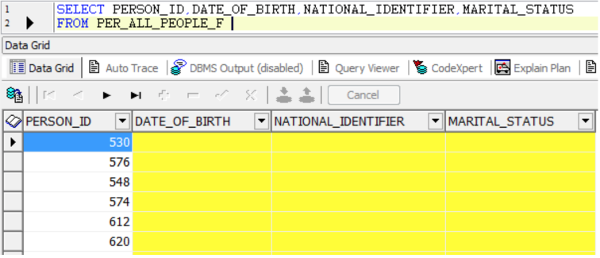 1 SELECT PERSON_ID,DATE_OF_BIRTH,NATIONAL_IDENTIFIER,MARITAL_STATUS
2 FROM PER_ALL_PEOPLE_F
Data Grid
Data Grid Auto Trace DBMS Output (disabled) Query Viewer CodeXpert Explain Plan
Cancel
PERSON_ID DATE_OF_BIRTH NATIONAL_IDENTIFIER MARITAL_STATUS
530
576
548
574
612
620